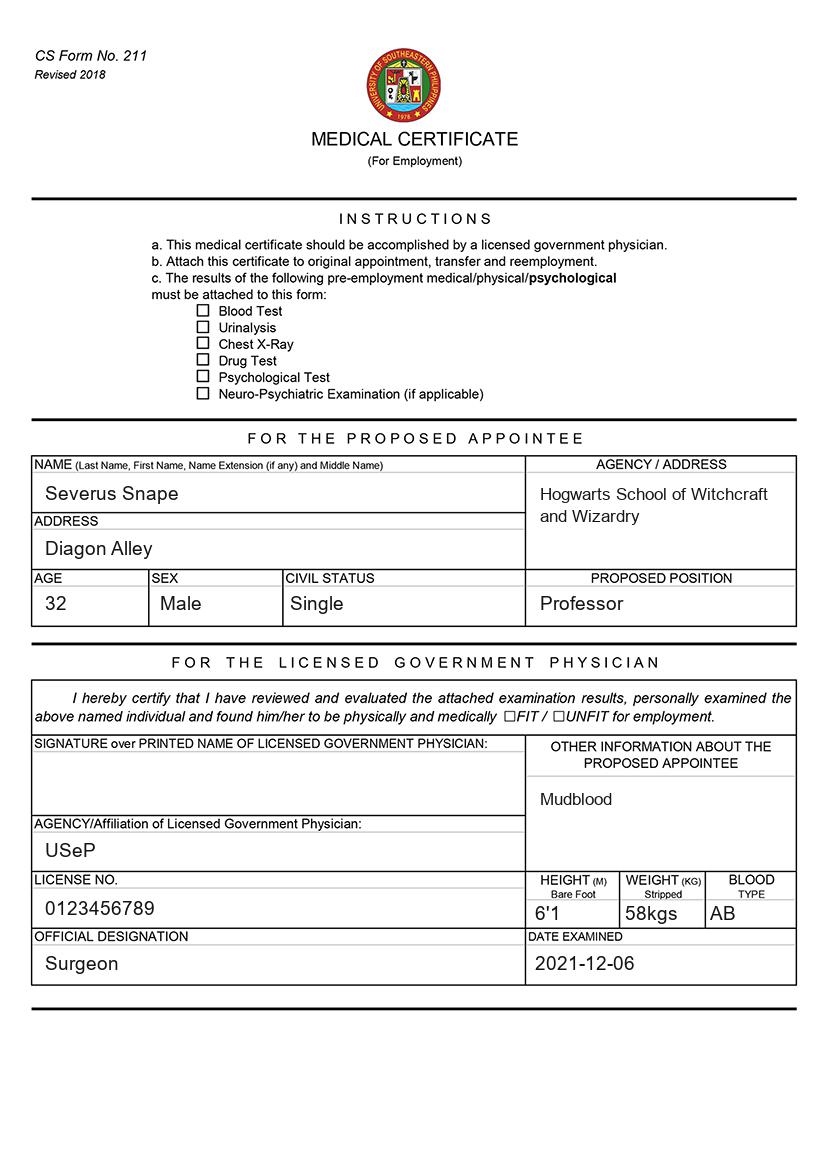 CS Form No. 211
Revised 2018
UNIVERSITY OF SOUTHEASTERN PHILIPPINES
1978
MEDICAL CERTIFICATE
(For Employment)
INSTRUCTIONS
a. This medical certificate should be accomplished by a licensed government physician.
b. Attach this certificate to original appointment, transfer and reemployment.
c. The results of the following pre-employment medical/physical/psychological
must be attached to this form:
☐ Blood Test
☐ Urinalysis
☐ Chest X-Ray
☐ Drug Test
☐ Psychological Test
☐ Neuro-Psychiatric Examination (if applicable)
FOR THE PROPOSED APPOINTEE
NAME (Last Name, First Name, Name Extension (if any) and Middle Name)
Severus Snape
AGENCY / ADDRESS
Hogwarts School of Witchcraft
and Wizardry
ADDRESS
Diagon Alley
AGE
32
SEX
Male
CIVIL STATUS
Single
PROPOSED POSITION
Professor
FOR THE LICENSED GOVERNMENT PHYSICIAN
I hereby certify that I have reviewed and evaluated the attached examination results, personally examined the
above named individual and found him/her to be physically and medically ☐FIT / ☐UNFIT for employment.
SIGNATURE over PRINTED NAME OF LICENSED GOVERNMENT PHYSICIAN:
OTHER INFORMATION ABOUT THE
PROPOSED APPOINTEE
Mudblood
AGENCY/Affiliation of Licensed Government Physician:
USeP
LICENSE NO.
0123456789
HEIGHT (M)
Bare Foot
6'1
WEIGHT (KG)
Stripped
58kgs
BLOOD
TYPE
AB
OFFICIAL DESIGNATION
Surgeon
DATE EXAMINED
2021-12-06